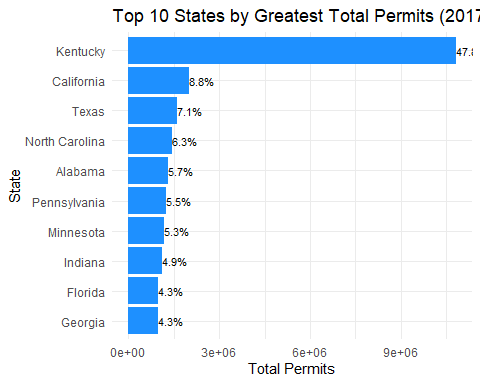 Top 10 States by Greatest Total Permits (2017
Kentucky 47.8
California 8.8%
Texas 7.1%
North Carolina 6.3%
Alabama 5.7%
Pennsylvania 5.5%
Minnesota 5.3%
Indiana 4.9%
Florida 4.3%
Georgia 4.3%
State
0e+00 3e+06 6e+06 9e+06
Total Permits